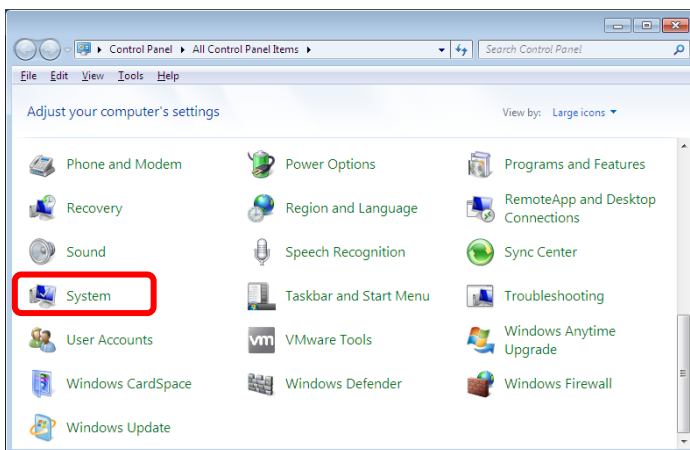 Control Panel All Control Panel Items Search Control Panel
File Edit View Tools Help
Adjust your computer's settings View by: Large icons
Phone and Modem Power Options Programs and Features
Recovery Region and Language RemoteApp and Desktop Connections
Sound Speech Recognition Sync Center
System Taskbar and Start Menu Troubleshooting
User Accounts vm VMware Tools Windows Anytime Upgrade
Windows CardSpace Windows Defender Windows Firewall
Windows Update